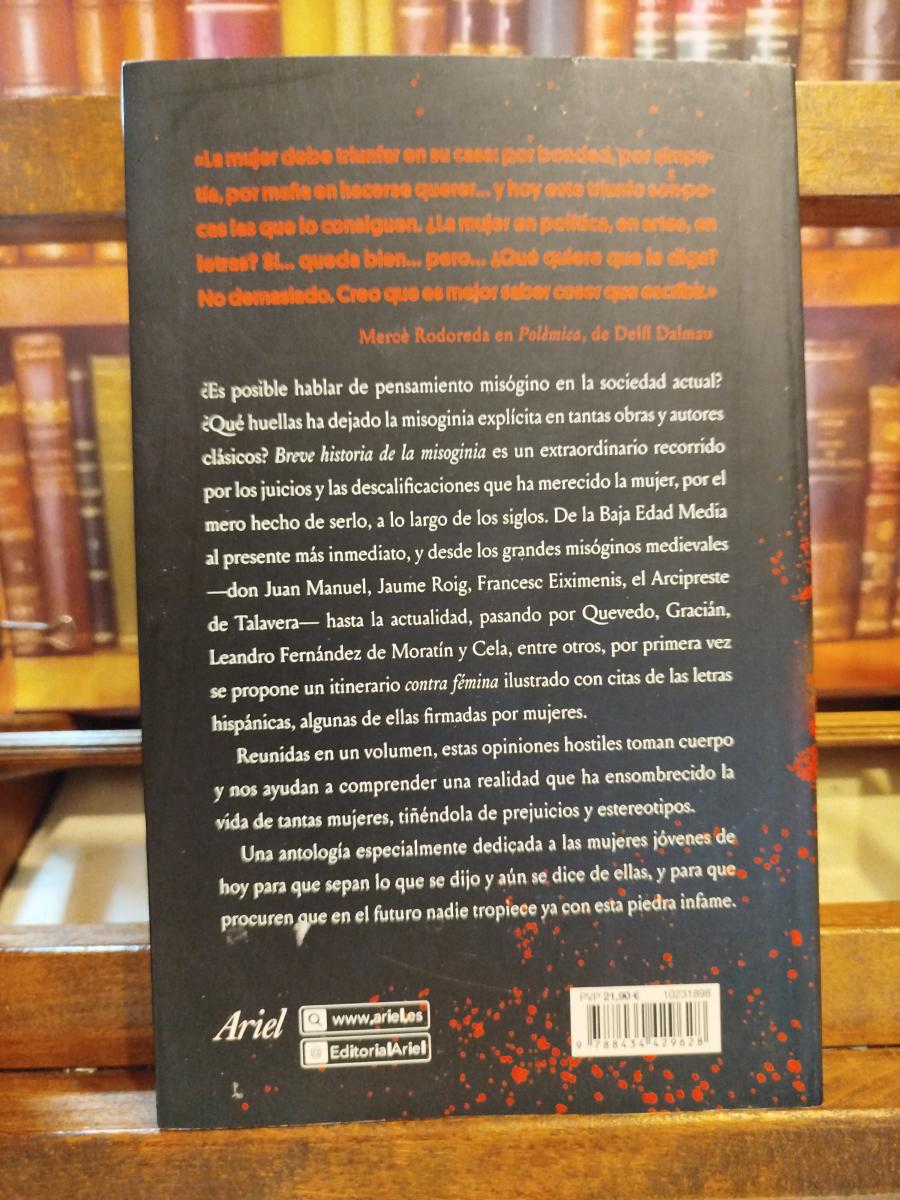 «La mujer debe triunfar en su casa: por bondad, por simpa-
tía, por maña en hacerse querer... y hoy este triunfo son po-
cas las que lo consiguen. ¿La mujer en política, en artes, en
letras? Sí... queda bien... pero... ¿Qué quiere que le diga?
No demasiado. Creo que es mejor saber coser que escribir.»
Mercè Rodoreda en Polèmica, de Delfí Dalmau
¿Es posible hablar de pensamiento misógino en la sociedad actual?
¿Qué huellas ha dejado la misoginia explícita en tantas obras y autores
clásicos? Breve historia de la misoginia es un extraordinario recorrido
por los juicios y las descalificaciones que ha merecido la mujer, por el
mero hecho de serlo, a lo largo de los siglos. De la Baja Edad Media
al presente más inmediato, y desde los grandes misóginos medievales
—don Juan Manuel, Jaume Roig, Francesc Eiximenis, el Arcipreste
de Talavera— hasta la actualidad, pasando por Quevedo, Gracián,
Leandro Fernández de Moratín y Cela, entre otros, por primera vez
se propone un itinerario contra fémina ilustrado con citas de las letras
hispánicas, algunas de ellas firmadas por mujeres.
Reunidas en un volumen, estas opiniones hostiles toman cuerpo
y nos ayudan a comprender una realidad que ha ensombrecido la
vida de tantas mujeres, tiñéndola de prejuicios y estereotipos.
Una antología especialmente dedicada a las mujeres jóvenes de
hoy para que sepan lo que se dijo y aún se dice de ellas, y para que
procuren que en el futuro nadie tropiece ya con esta piedra infame.
Ariel
www.ariel.es
@ EditorialAriel
PVP 21,90 € 10231898
9 788434 429628